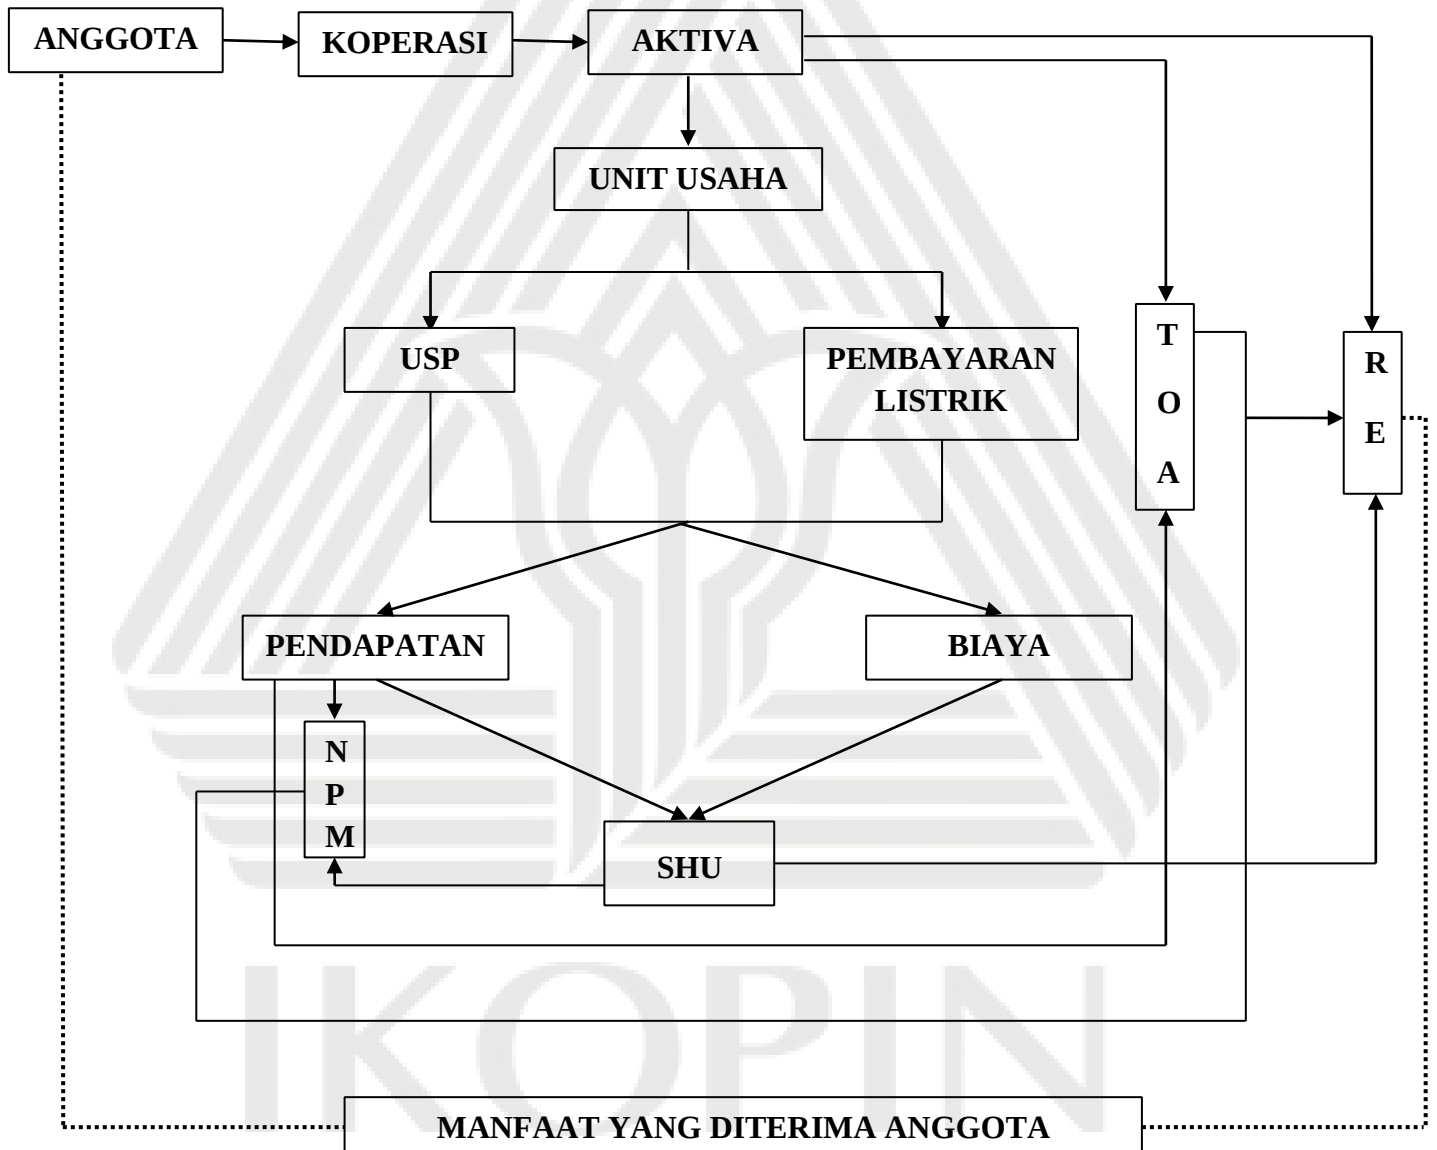 ANGGOTA
KOPERASI
AKTIVA
UNIT USAHA
USP
PEMBAYARAN
LISTRIK
T
O
A
R
E
PENDAPATAN
BIAYA
N
P
M
SHU
IKOPIN
MANFAAT YANG DITERIMA ANGGOTA